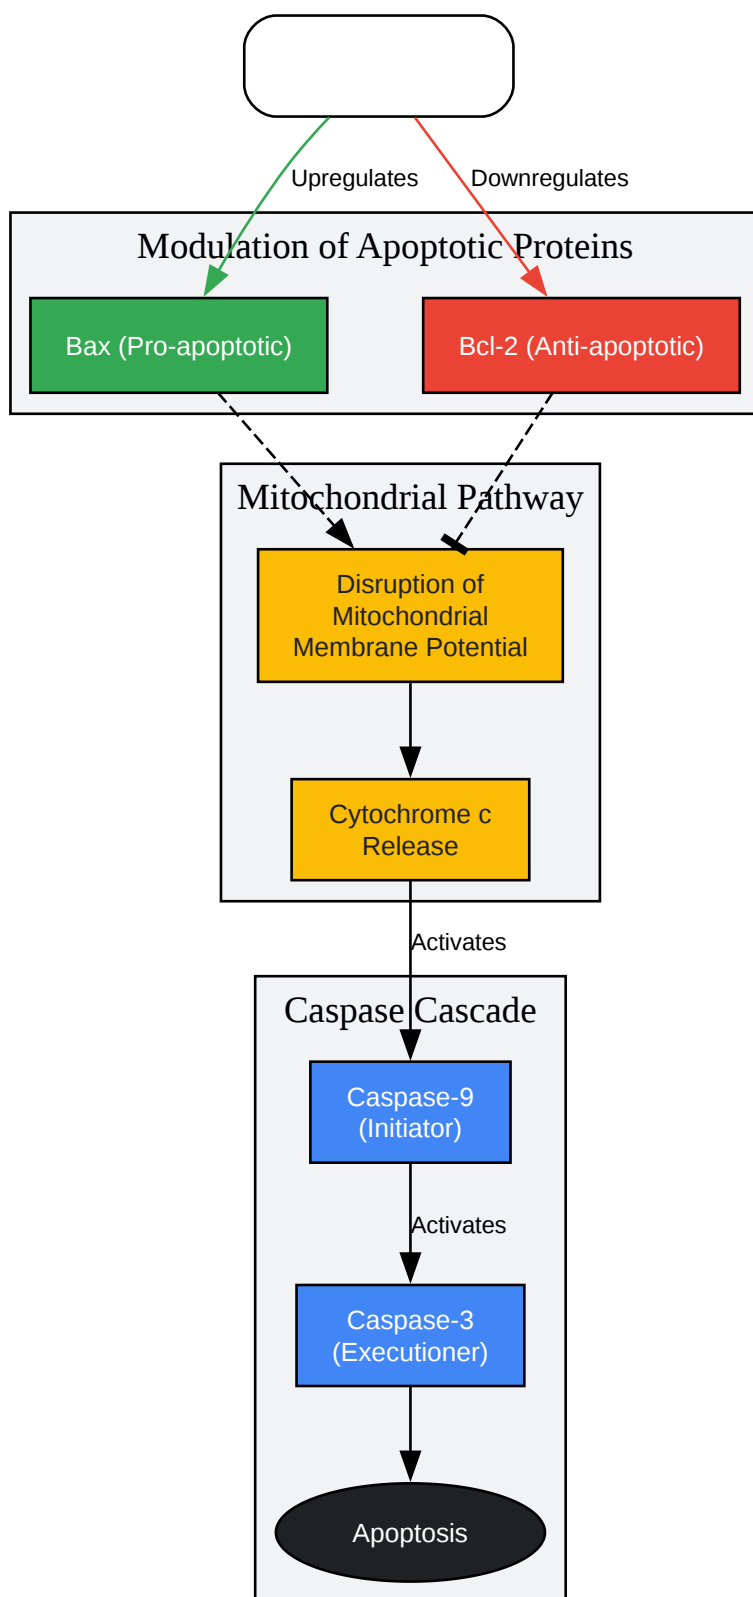 Upregulates
Downregulates
Modulation of Apoptotic Proteins
Bax (Pro-apoptotic)
Bcl-2 (Anti-apoptotic)
Mitochondrial Pathway
Disruption of
Mitochondrial
Membrane Potential
Cytochrome c
Release
Activates
Caspase Cascade
Caspase-9
(Initiator)
Activates
Caspase-3
(Executioner)
Apoptosis